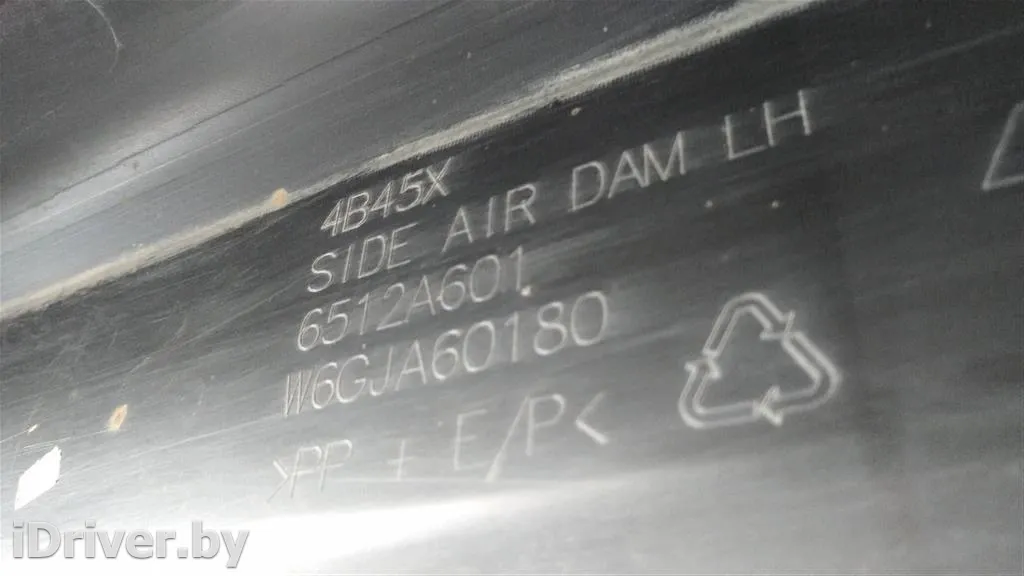 4B45X
SIDE AIR DAM LH
6512A601
W6GJA60180
>PP + E/P<
iDriver.by